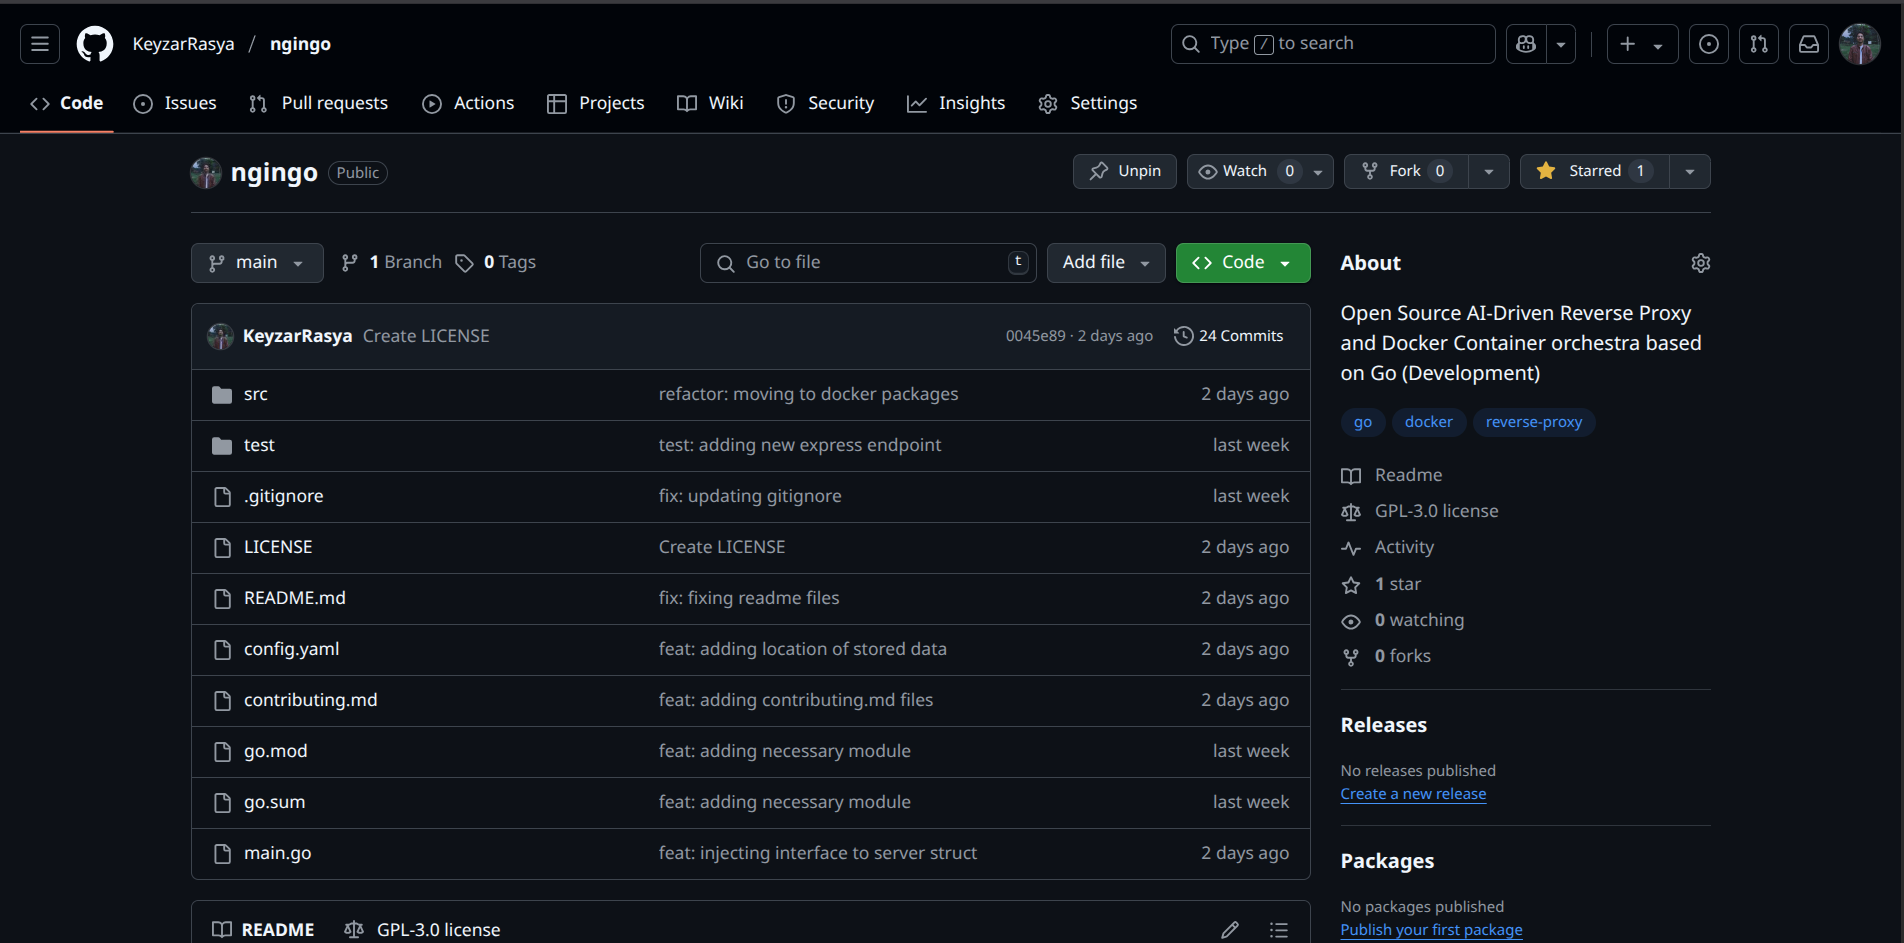 KeyzarRasya / ngingo
Type / to search
Code Issues Pull requests Actions Projects Wiki Security Insights Settings
ngingo Public
Unpin Watch 0 Fork 0 Starred 1
main 1 Branch 0 Tags Go to file t Add file Code
KeyzarRasya Create LICENSE 0045e89 · 2 days ago 24 Commits
src refactor: moving to docker packages 2 days ago
test test: adding new express endpoint last week
.gitignore fix: updating gitignore last week
LICENSE Create LICENSE 2 days ago
README.md fix: fixing readme files 2 days ago
config.yaml feat: adding location of stored data 2 days ago
contributing.md feat: adding contributing.md files 2 days ago
go.mod feat: adding necessary module last week
go.sum feat: adding necessary module last week
main.go feat: injecting interface to server struct 2 days ago
README GPL-3.0 license
About
Open Source AI-Driven Reverse Proxy
and Docker Container orchestra based
on Go (Development)
go docker reverse-proxy
Readme
GPL-3.0 license
Activity
1 star
0 watching
0 forks
Releases
No releases published
Create a new release
Packages
No packages published
Publish your first package